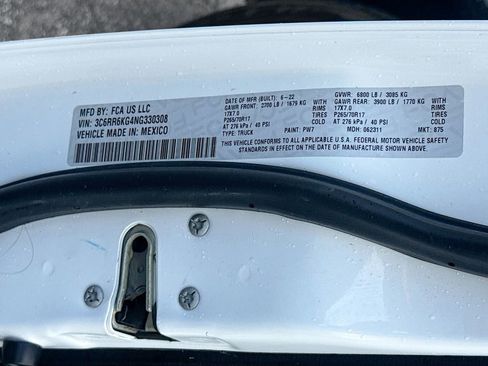 MFD BY: FCA US LLC
VIN: 3C6RR6KG4NG330308
VEHICLE MADE IN: MEXICO
DATE OF MFR (BUILT): 6-22
GAWR FRONT: 3700 LB / 1679 KG WITH
17X7.0 RIMS
P265/70R17 TIRES
AT 276 kPa / 40 PSI COLD
TYPE: TRUCK PAINT: PW7
GVWR: 6800 LB / 3085 KG
GAWR REAR: 3900 LB / 1770 KG WITH
17X7.0 RIMS
P265/70R17 TIRES
AT 276 kPa / 40 PSI COLD
MDH: 062311 MKT: 875
THIS VEHICLE CONFORMS TO ALL APPLICABLE U.S.A. FEDERAL MOTOR VEHICLE SAFETY
STANDARDS IN EFFECT ON THE DATE OF MANUFACTURE SHOWN ABOVE.